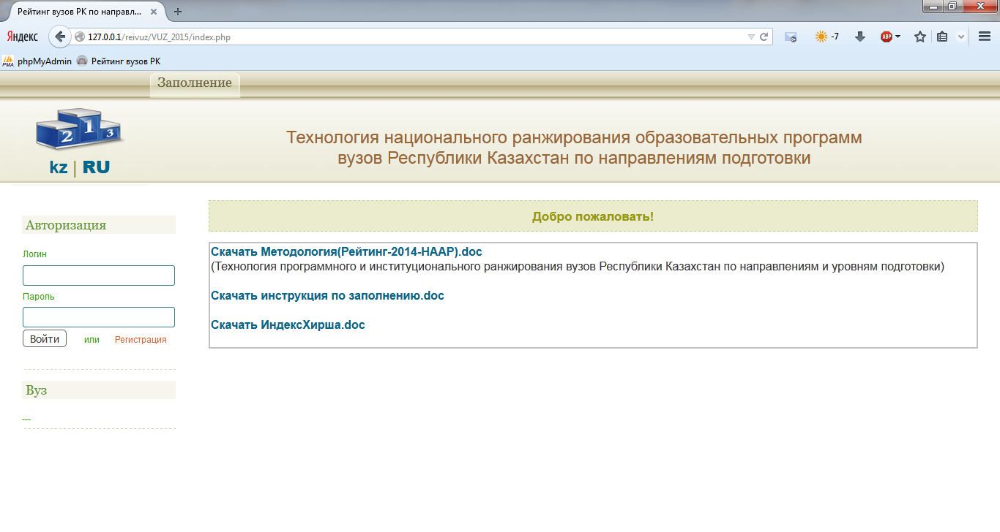 Рейтинг вузов РК по направл...
Яндекс
127.0.0.1/reivuz/VUZ_2015/index.php
ABP
-7
PMA phpMyAdmin Рейтинг вузов РК
Заполнение
2 1 3
kz | RU
Технология национального ранжирования образовательных программ
вузов Республики Казахстан по направлениям подготовки
Авторизация
Логин
Пароль
Войти или Регистрация
Вуз
---
Добро пожаловать!
Скачать Методология(Рейтинг-2014-НААР).doc
(Технология программного и институционального ранжирования вузов Республики Казахстан по направлениям и уровням подготовки)
Скачать инструкция по заполнению.doc
Скачать ИндексХирша.doc